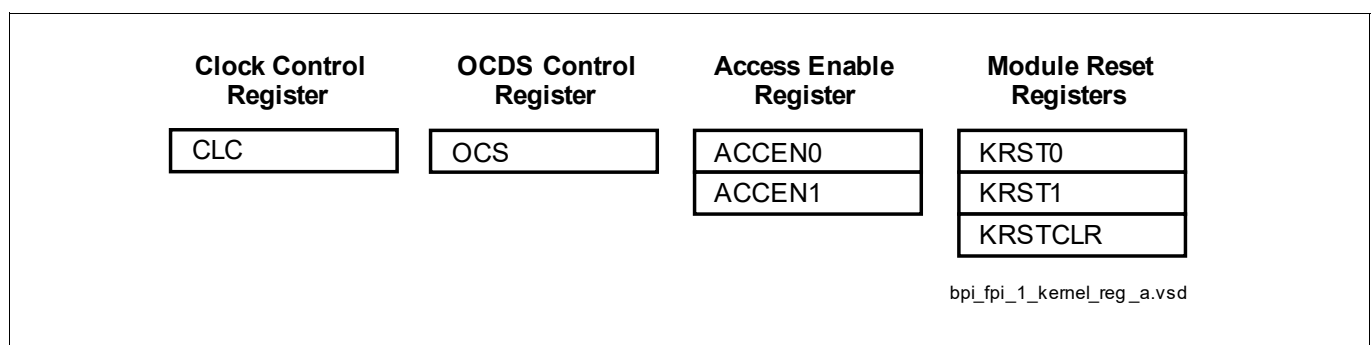 Clock Control
Register
CLC
OCDS Control
Register
OCS
Access Enable
Register
ACCEN0
ACCEN1
Module Reset
Registers
KRST0
KRST1
KRSTCLR
bpi_fpi_1_kernel_reg_a.vsd